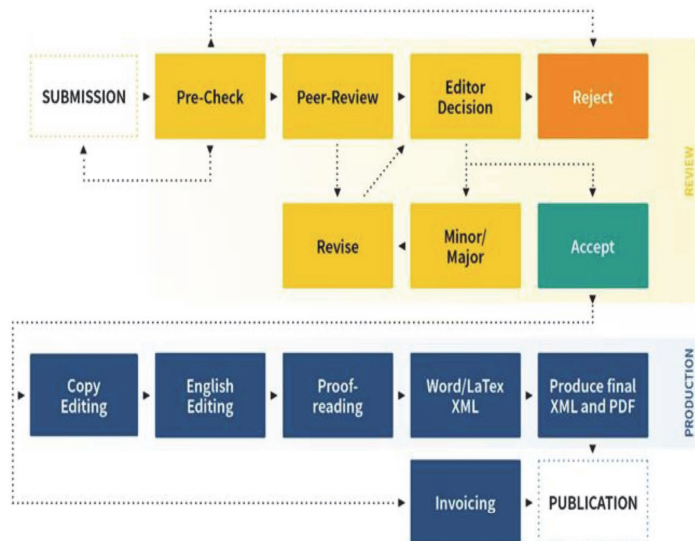 SUBMISSION
Pre-Check
Peer-Review
Editor
Decision
Reject
REVIEW
Revise
Minor/
Major
Accept
PRODUCTION
Copy
Editing
English
Editing
Proof-
reading
Word/LaTex
XML
Produce final
XML and PDF
Invoicing
PUBLICATION